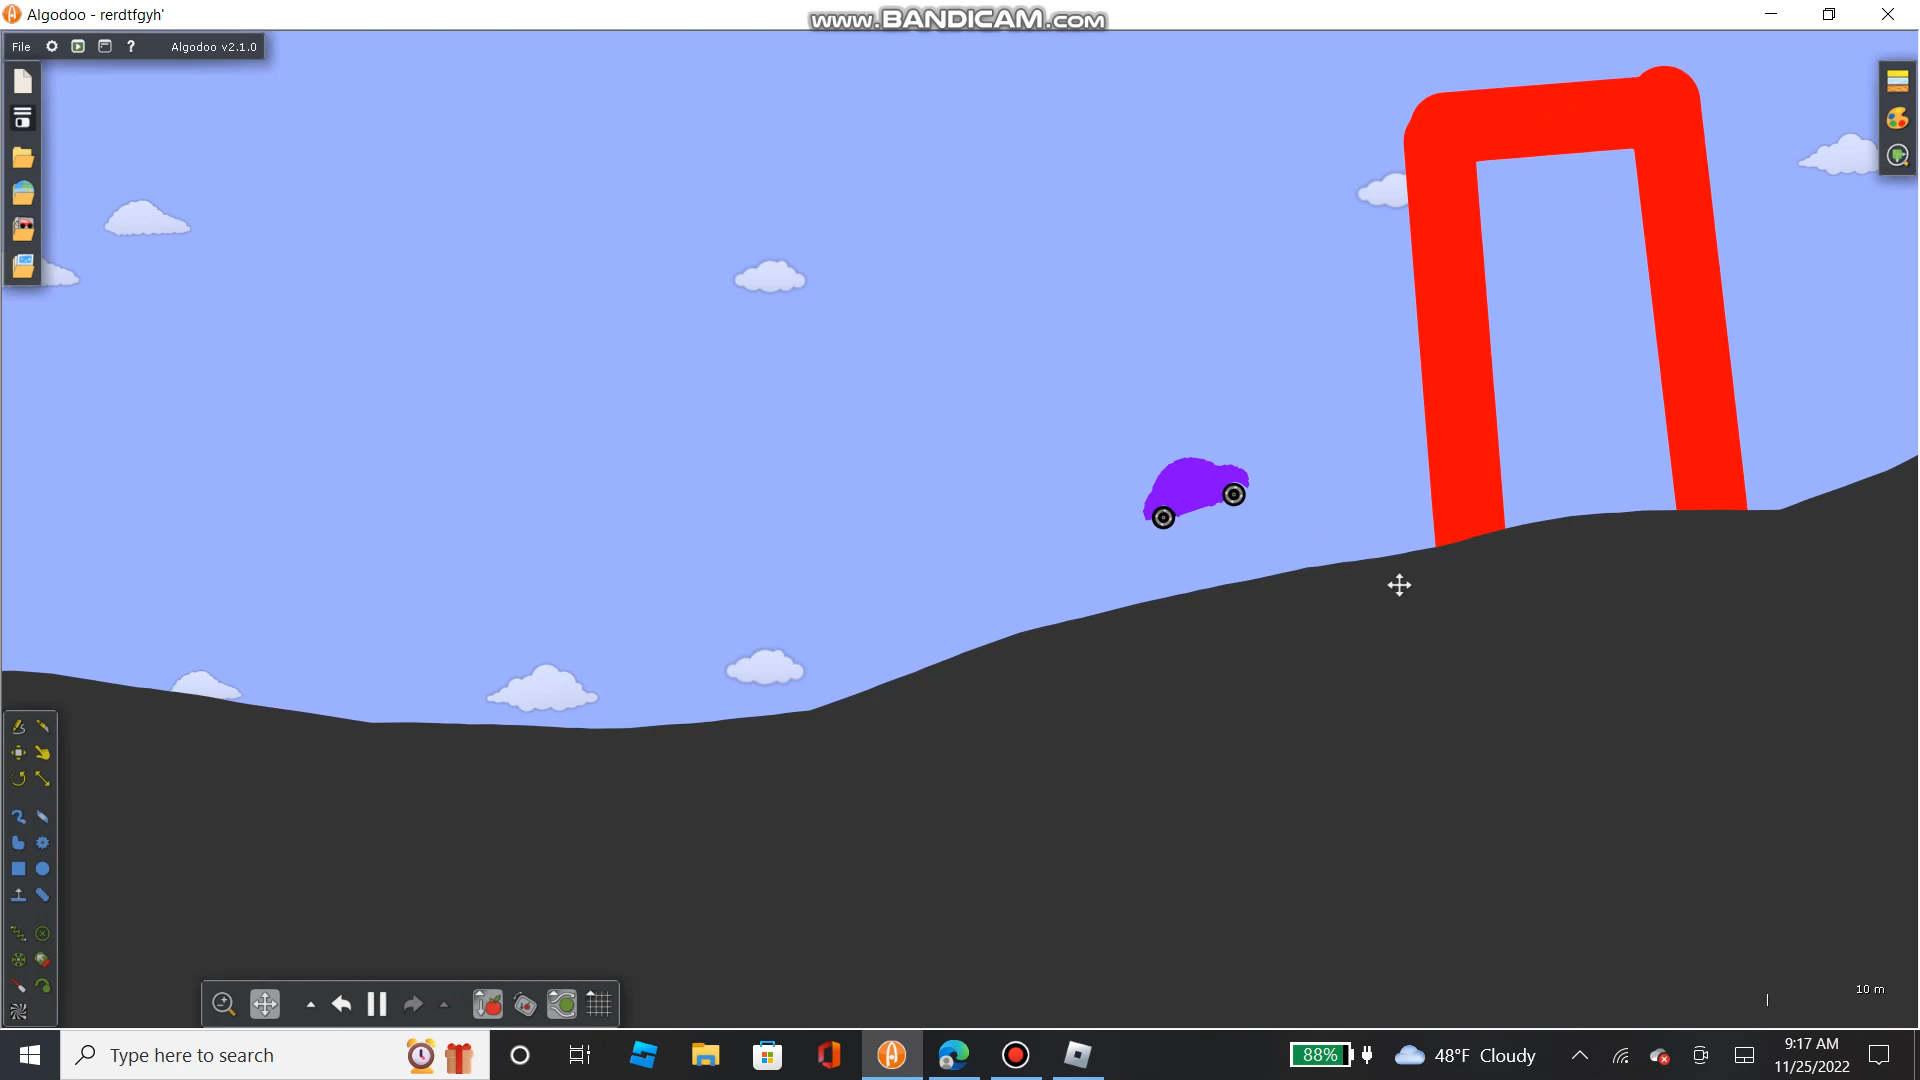 Algodoo - rerdtfgyh'
www.BANDICAM.com
File
?
Algodoo v2.1.0
10 m
Type here to search
88%
48°F Cloudy
9:17 AM
11/25/2022